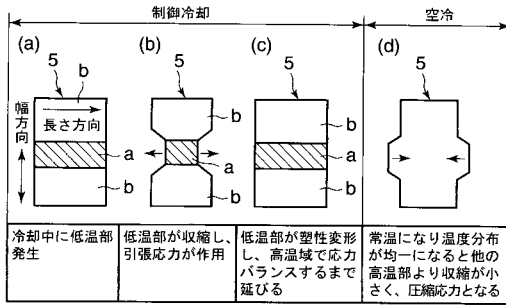 制御冷却
空冷
(a)
(b)
(c)
(d)
5
5
5
5
b
長さ方向
幅方向
a
b
b
a
b
b
a
b
冷却中に低温部
発生
低温部が収縮し、
引張応力が作用
低温部が塑性変形
し、高温域で応力
バランスするまで
延びる
常温になり温度分布
が均一になると他の
高温部より収縮が小
さく、圧縮応力となる